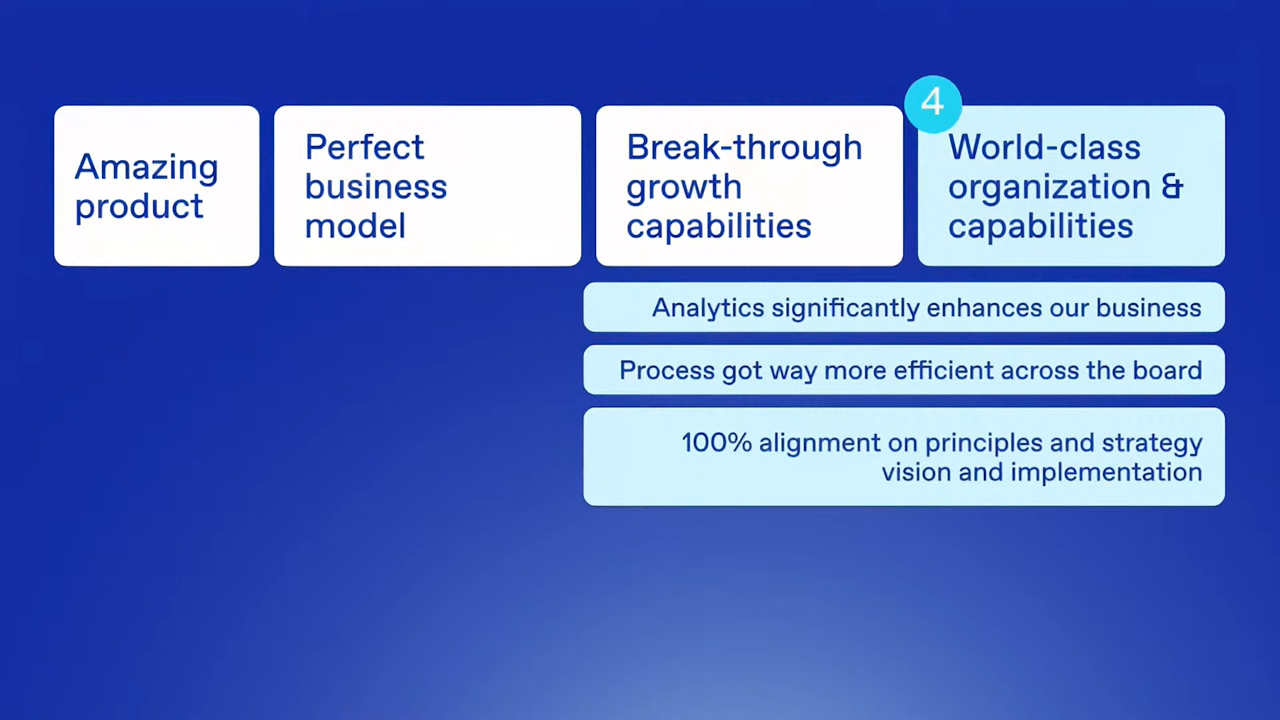 Amazing
product
Perfect
business
model
Break-through
growth
capabilities
4
World-class
organization &
capabilities
Analytics significantly enhances our business
Process got way more efficient across the board
100% alignment on principles and strategy
vision and implementation